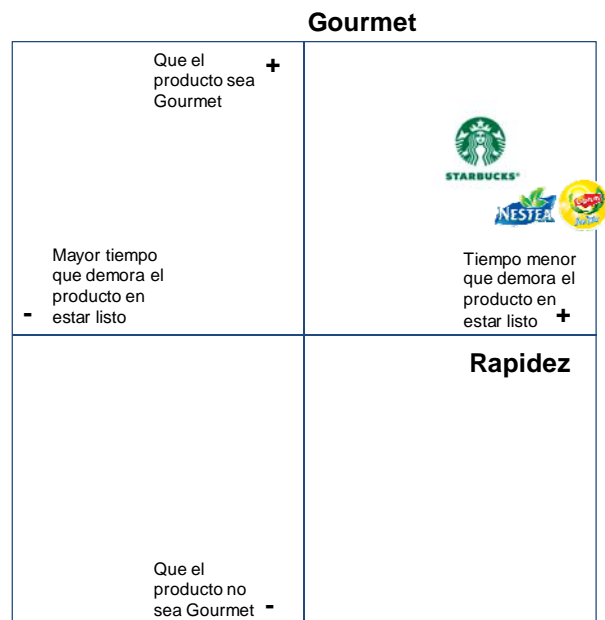 Gourmet
Que el
producto sea
Gourmet
+
STARBUCKS
NESTEA
Lipton
Mayor tiempo
que demora el
producto en
- estar listo
Tiempo menor
que demora el
producto en
estar listo +
Rapidez
Que el
producto no
sea Gourmet -